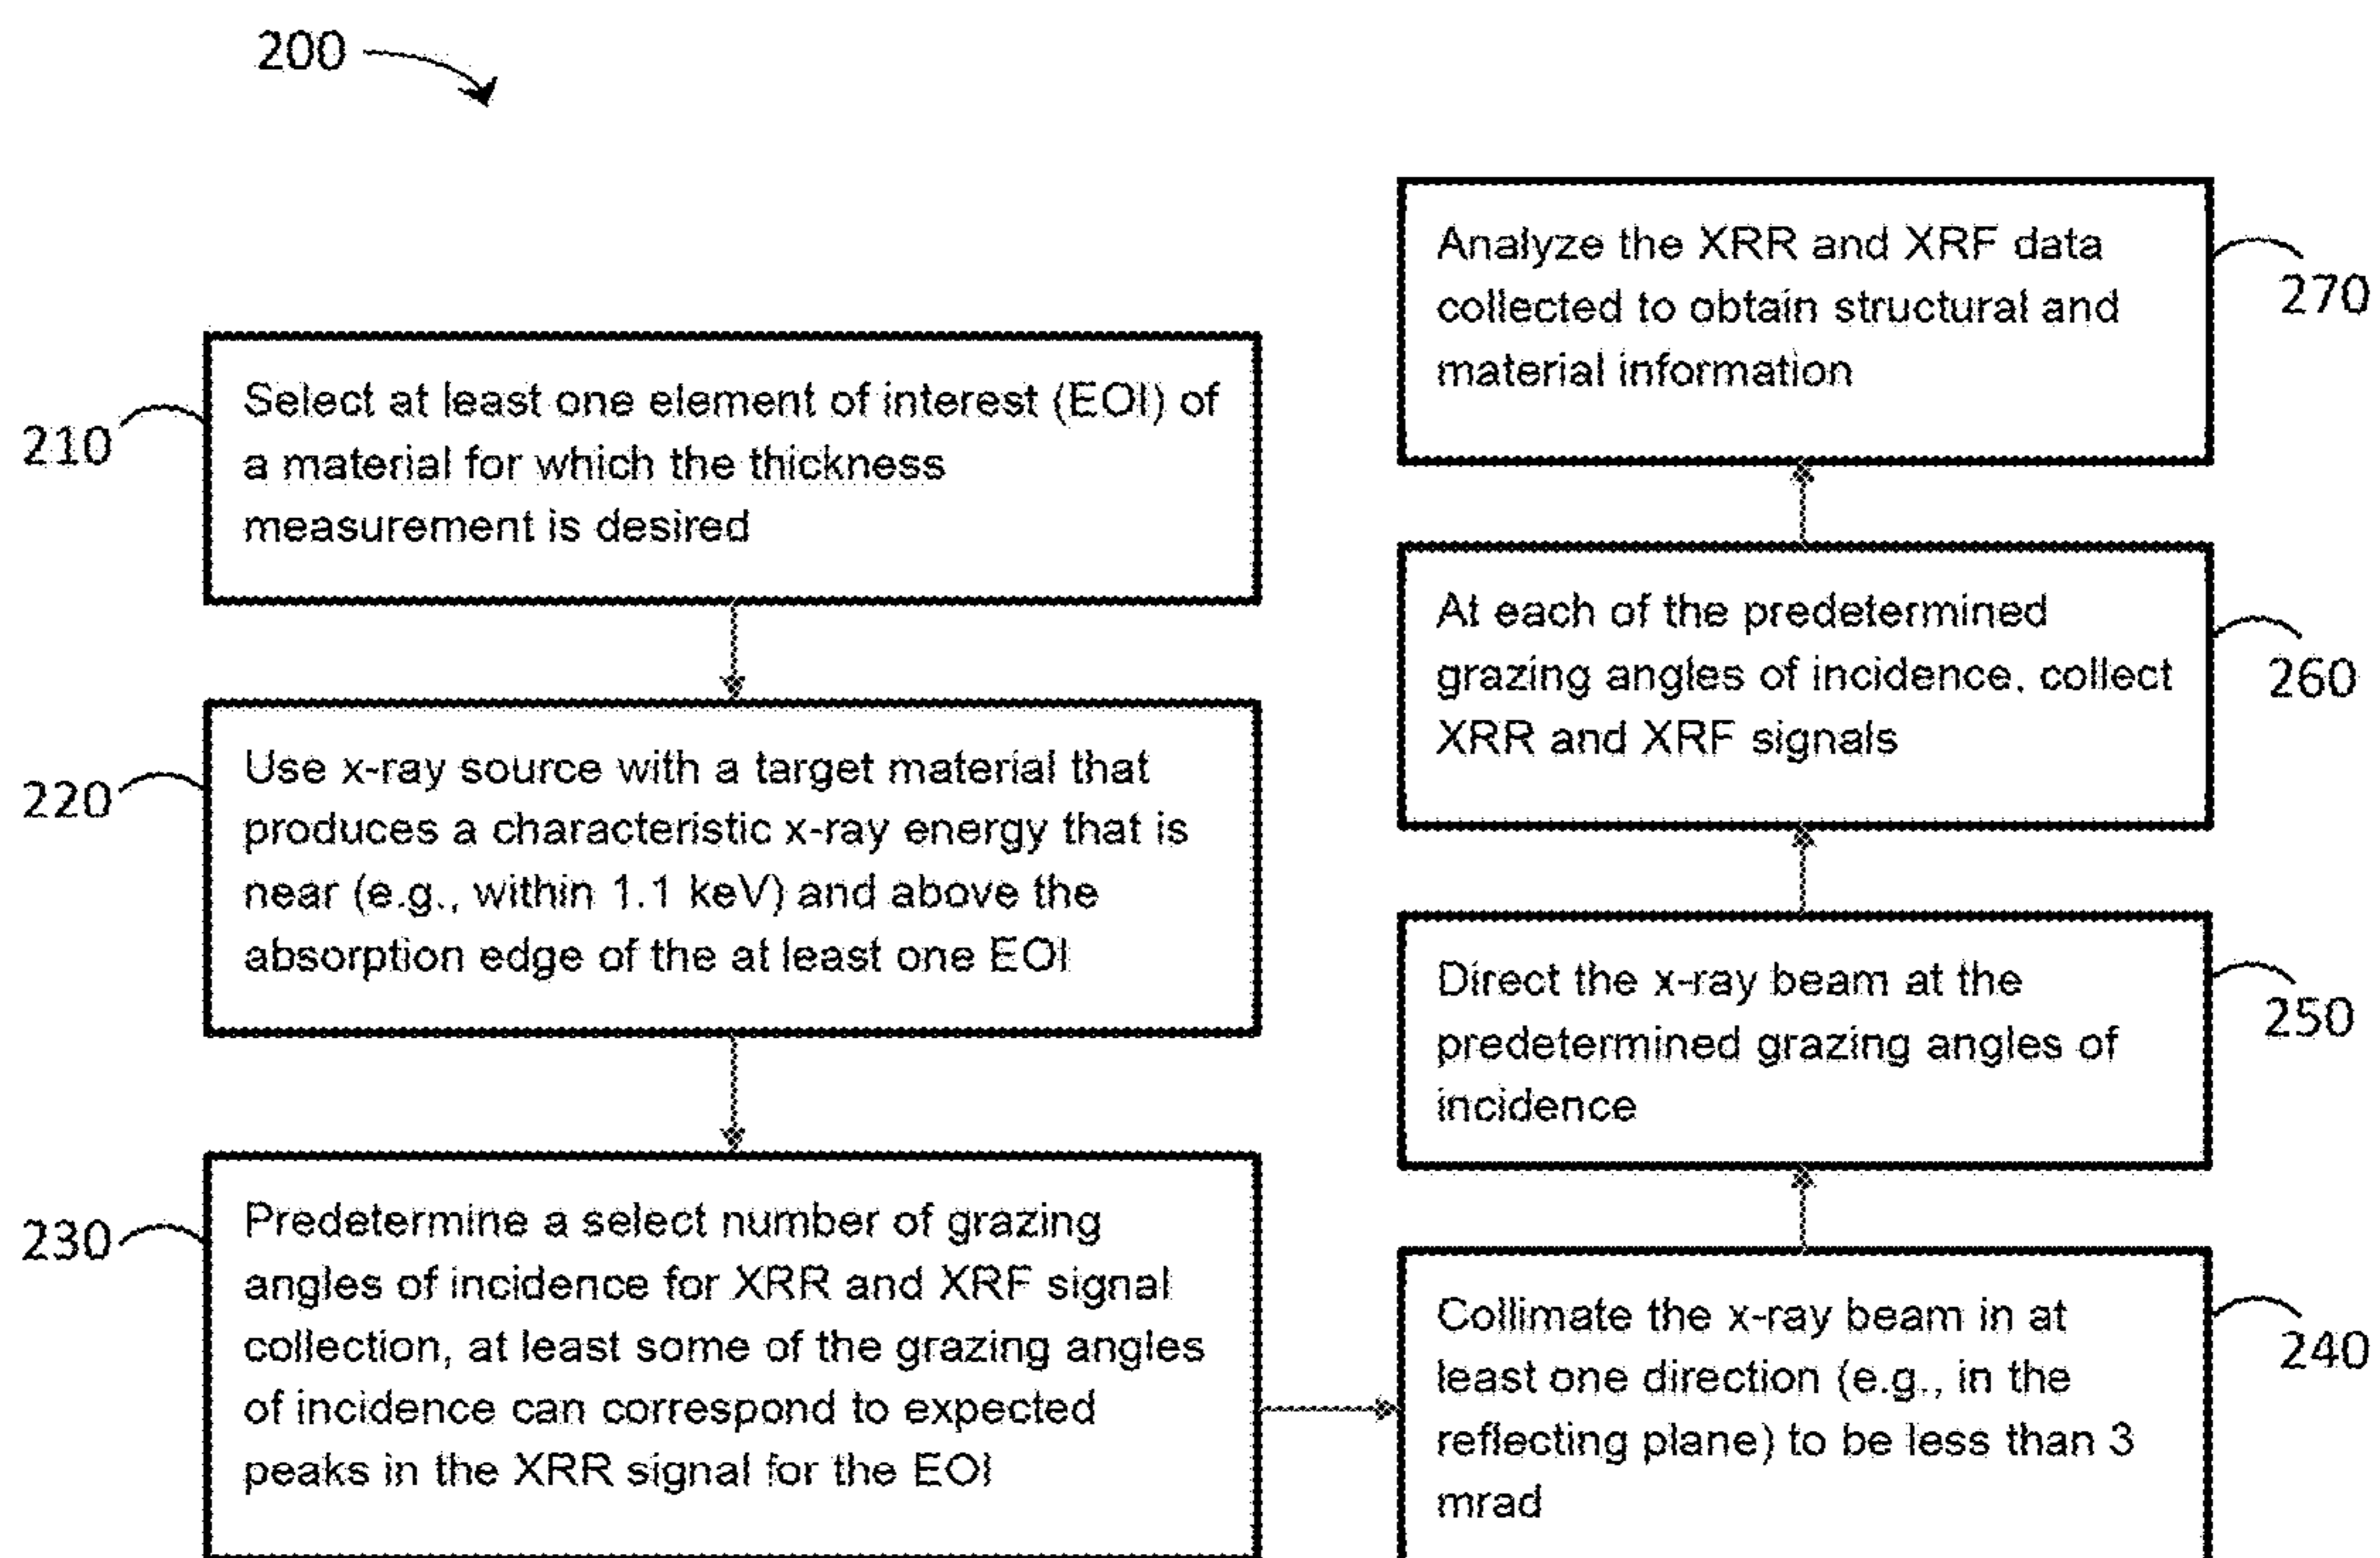 200
210
Select at least one element of interest (EOI) of
a material for which the thickness
measurement is desired
220
Use x-ray source with a target material that
produces a characteristic x-ray energy that is
near (e.g., within 1.1 keV) and above the
absorption edge of the at least one EOI
230
Predetermine a select number of grazing
angles of incidence for XRR and XRF signal
collection, at least some of the grazing angles
of incidence can correspond to expected
peaks in the XRR signal for the EOI
240
Collimate the x-ray beam in at
least one direction (e.g., in the
reflecting plane) to be less than 3
mrad
250
Direct the x-ray beam at the
predetermined grazing angles of
incidence
260
At each of the predetermined
grazing angles of incidence, collect
XRR and XRF signals
270
Analyze the XRR and XRF data
collected to obtain structural and
material information